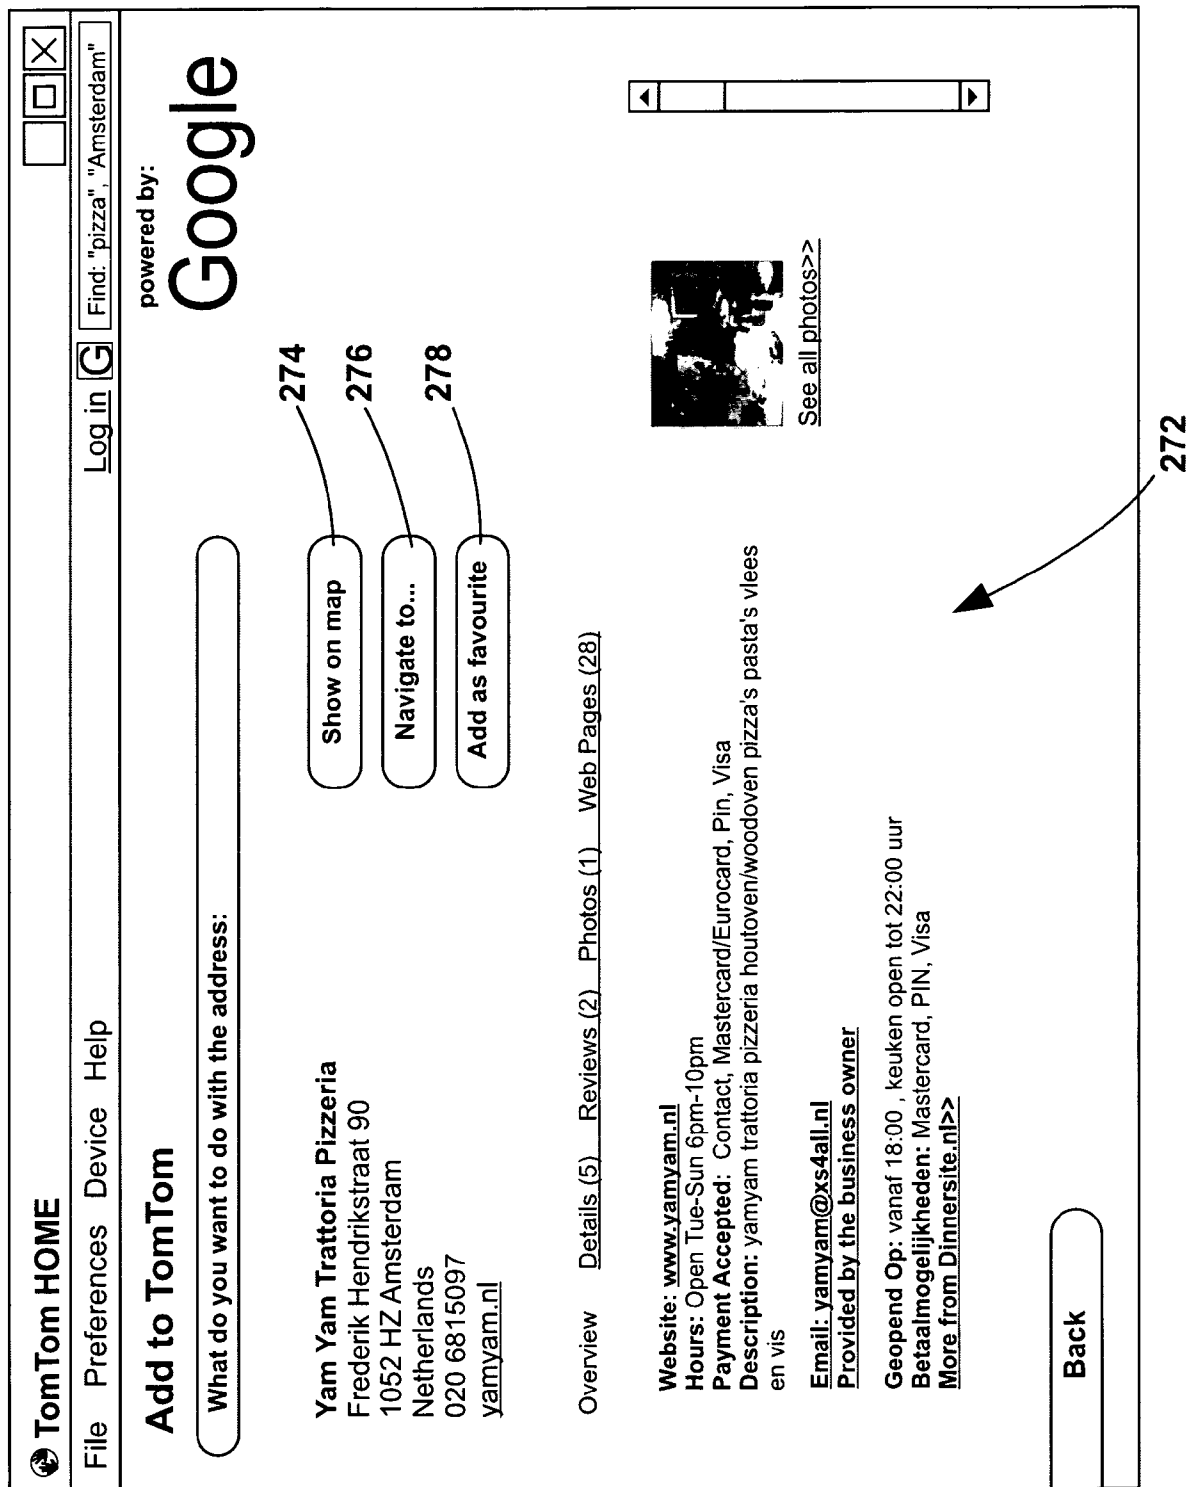 TomTom HOME
File Preferences Device Help Log in G Find: "pizza", "Amsterdam"
Add to TomTom
powered by:
Google
What do you want to do with the address:
Yam Yam Trattoria Pizzeria
Frederik Hendrikstraat 90
1052 HZ Amsterdam
Netherlands
020 6815097
yamyam.nl
Show on map
274
Navigate to...
276
Add as favourite
278
Overview Details (5) Reviews (2) Photos (1) Web Pages (28)
Website: www.yamyam.nl
Hours: Open Tue-Sun 6pm-10pm
Payment Accepted: Contact, Mastercard/Eurocard, Pin, Visa
Description: yamyam trattoria pizzeria houtoven/woodoven pizza's pasta's vlees
en vis
See all photos>>
Email: yamyam@xs4all.nl
Provided by the business owner
Geopend Op: vanaf 18:00 , keuken open tot 22:00 uur
Betaalmogelijkheden: Mastercard, PIN, Visa
More from Dinnersite.nl>>
Back
272